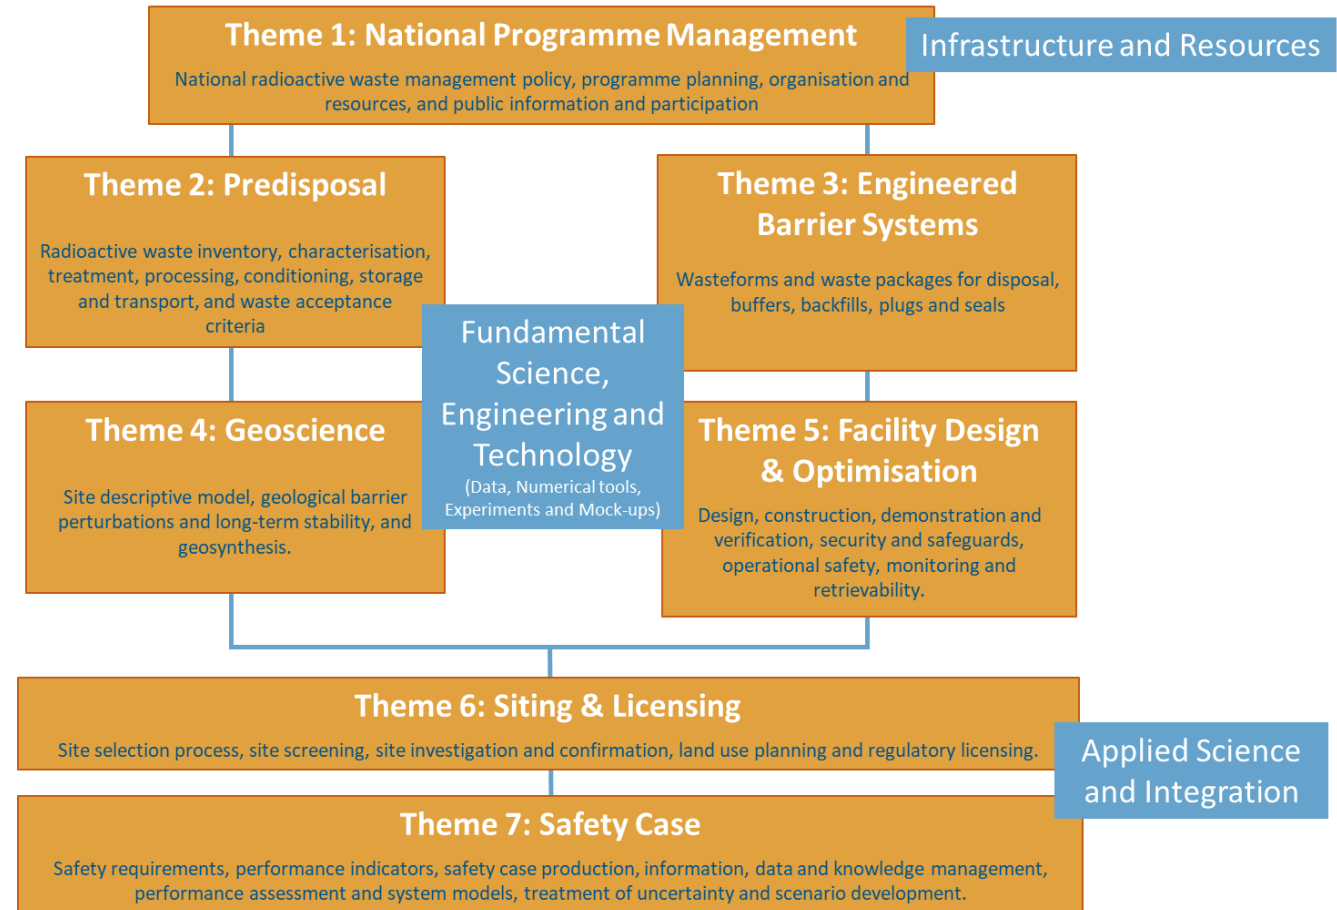 Theme 1: National Programme Management
National radioactive waste management policy, programme planning, organisation and
resources, and public information and participation
Infrastructure and Resources
Theme 2: Predisposal
Radioactive waste inventory, characterisation,
treatment, processing, conditioning, storage
and transport, and waste acceptance
criteria
Theme 3: Engineered
Barrier Systems
Wasteforms and waste packages for disposal,
buffers, backfills, plugs and seals
Fundamental
Science,
Engineering and
Technology
(Data, Numerical tools,
Experiments and Mock-ups)
Theme 4: Geoscience
Site descriptive model, geological barrier
perturbations and long-term stability, and
geosynthesis.
Theme 5: Facility Design
& Optimisation
Design, construction, demonstration and
verification, security and safeguards,
operational safety, monitoring and
retrievability.
Theme 6: Siting & Licensing
Site selection process, site screening, site investigation and confirmation, land use planning and regulatory licensing.
Applied Science
and Integration
Theme 7: Safety Case
Safety requirements, performance indicators, safety case production, information, data and knowledge management,
performance assessment and system models, treatment of uncertainty and scenario development.